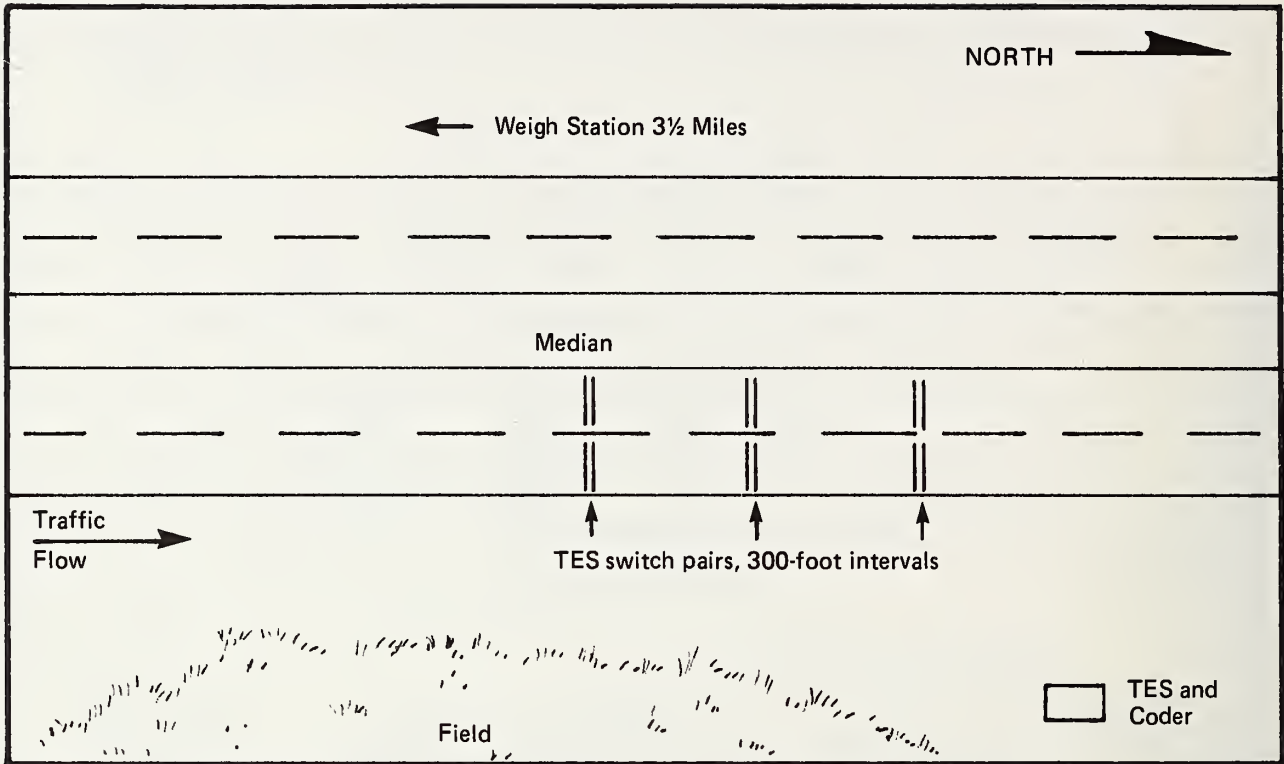 NORTH
Weigh Station 3½ Miles
Median
Traffic
Flow
TES switch pairs, 300-foot intervals
TES and
Coder
Field